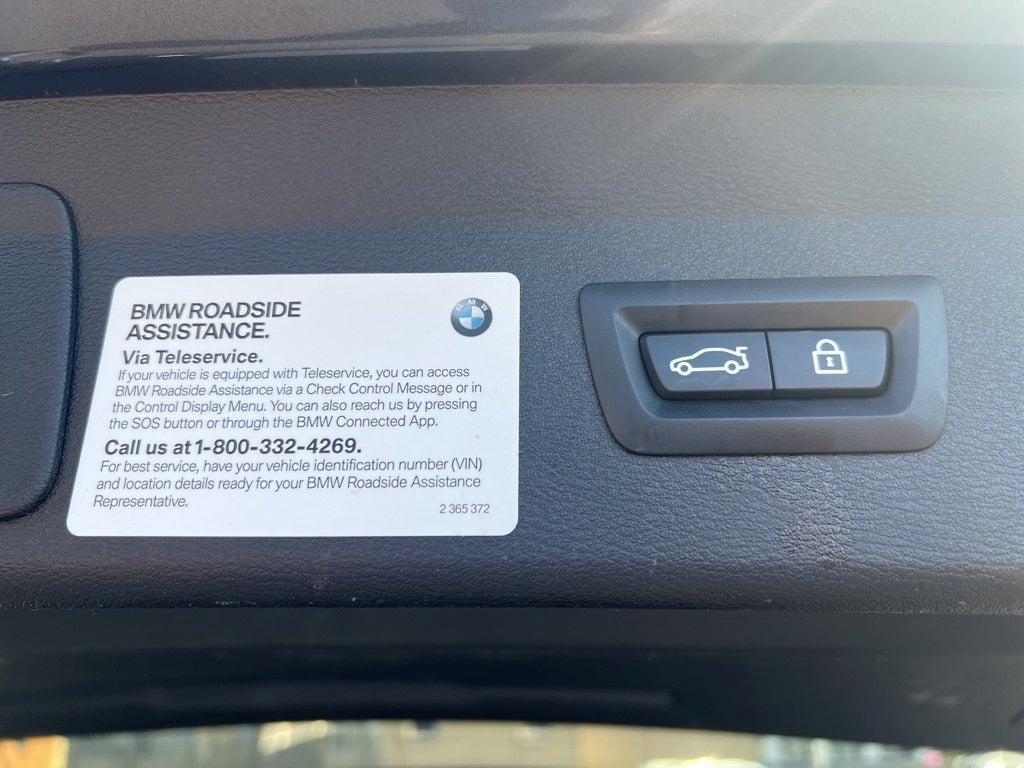 BMW ROADSIDE
ASSISTANCE.
BMW
Via Teleservice.
If your vehicle is equipped with Teleservice, you can access
BMW Roadside Assistance via a Check Control Message or in
the Control Display Menu. You can also reach us by pressing
the SOS button or through the BMW Connected App.
Call us at 1-800-332-4269.
For best service, have your vehicle identification number (VIN)
and location details ready for your BMW Roadside Assistance
Representative.
2 365 372